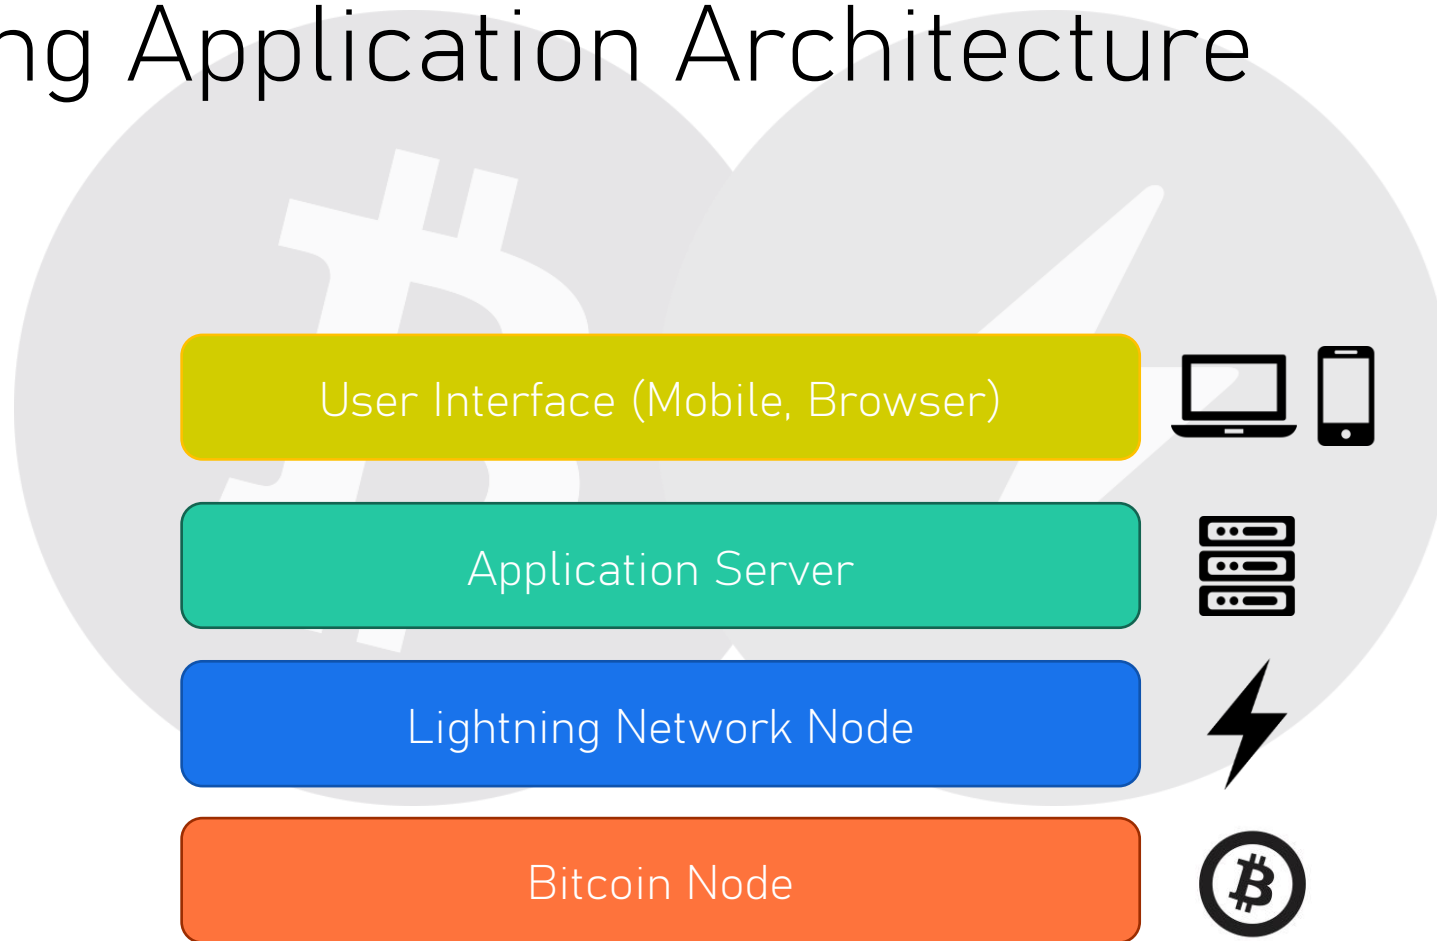 ng Application Architecture
User Interface (Mobile, Browser)
Application Server
Lightning Network Node
Bitcoin Node